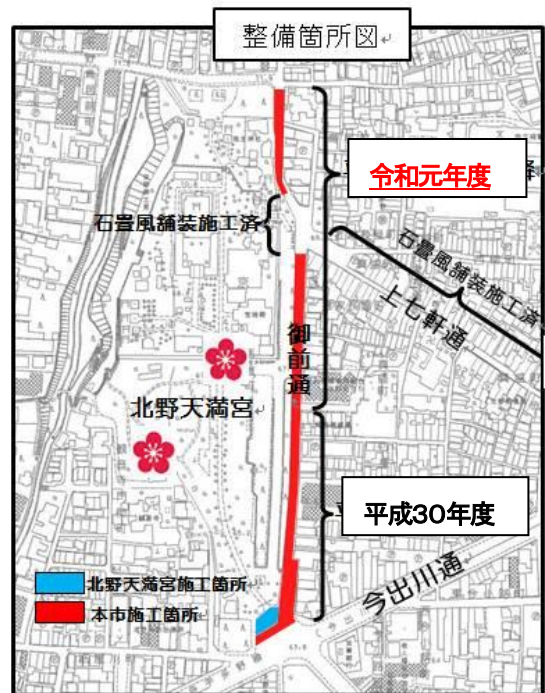 整備箇所図
令和元年度
石畳風舗装施工済
石畳風舗装施工済
上七軒通
御前通
北野天満宮
平成30年度
今出川通
北野天満宮施工箇所
本市施工箇所